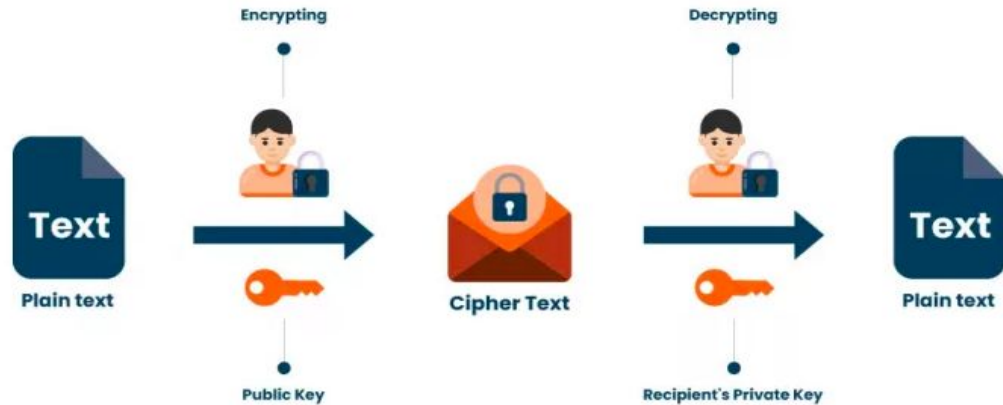 Encrypting
Decrypting
Text
Text
Plain text
Cipher Text
Plain text
Public Key
Recipient's Private Key